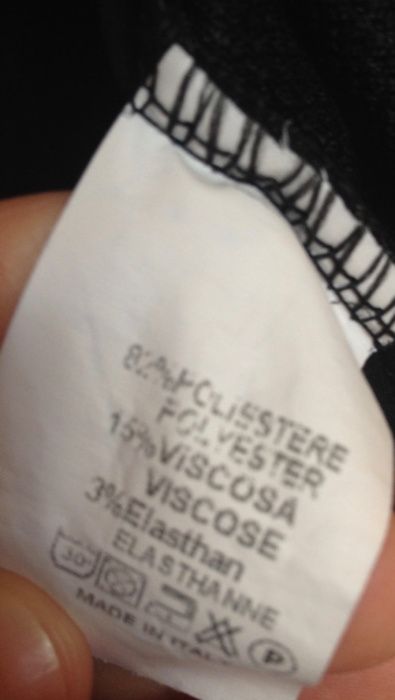 82%POLIESTERE
POLYESTER
15%VISCOSA
VISCOSE
3%Elasthan
ELASTHANNE
30°
P
MADE IN ITALY